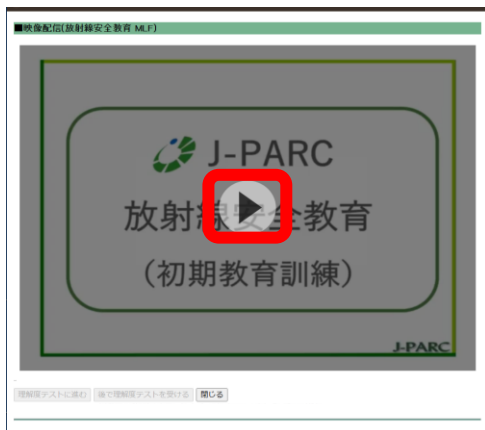 ■映像配信(放射線安全教育 MLF)
J-PARC
放射線安全教育
(初期教育訓練)
J-PARC
理解度テストに進む 後で理解度テストを受ける 閉じる